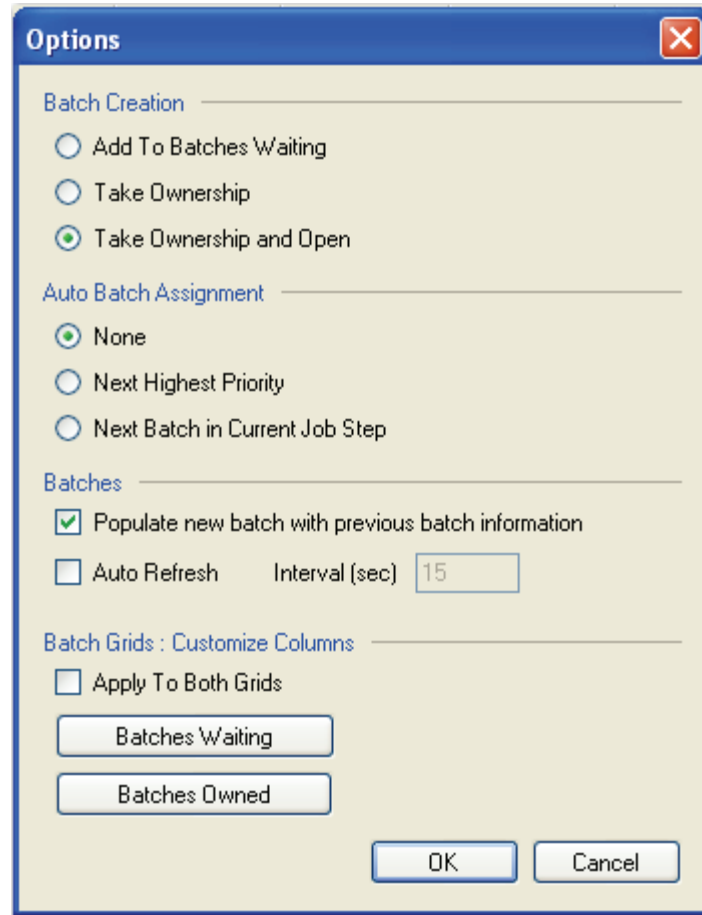 Options
Batch Creation
Add To Batches Waiting
Take Ownership
Take Ownership and Open
Auto Batch Assignment
None
Next Highest Priority
Next Batch in Current Job Step
Batches
Populate new batch with previous batch information
Auto Refresh Interval (sec) 15
Batch Grids : Customize Columns
Apply To Both Grids
Batches Waiting
Batches Owned
OK Cancel